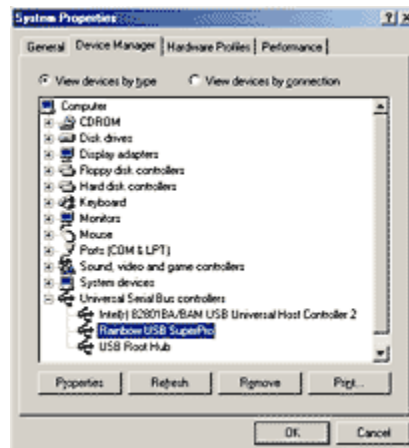 System Properties
General Device Manager Hardware Profiles Performance
View devices by type View devices by connection
Computer
CDROM
Disk drives
Display adapters
Floppy disk controllers
Hard disk controllers
Keyboard
Monitors
Mouse
Ports (COM & LPT)
Sound, video and game controllers
System devices
Universal Serial Bus controllers
Intel(r) 82801BA/BAM USB Universal Host Controller 2
Rainbow USB SuperPro
USB Root Hub
Properties Refresh Remove Print...
OK Cancel